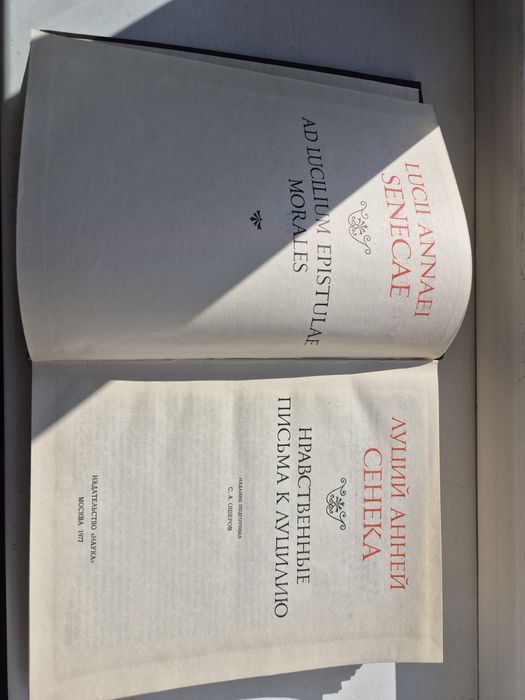 LUCII ANNAEI
SENECAE
AD LUCILIUM EPISTULAE
MORALES
ЛУЦИЙ АННЕЙ
СЕНЕКА
НРАВСТВЕННЫЕ
ПИСЬМА К ЛУЦИЛИЮ
ИЗДАНИЕ ПОДГОТОВИЛ
С. А. ОШЕРОВ
ИЗДАТЕЛЬСТВО «НАУКА»
МОСКВА 1977